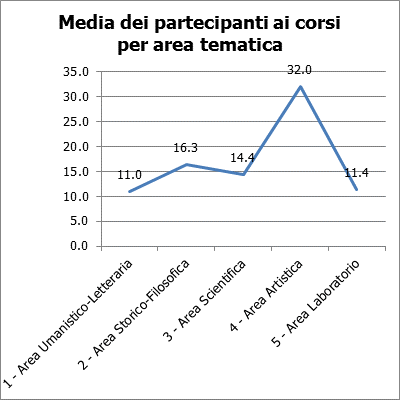 Media dei partecipanti ai corsi
per area tematica
35.0
30.0
25.0
20.0
15.0
10.0
5.0
0.0
11.0
16.3
14.4
32.0
11.4
1 - Area Umanistico-Letteraria
2 - Area Storico-Filosofica
3 - Area Scientifica
4 - Area Artistica
5 - Area Laboratorio